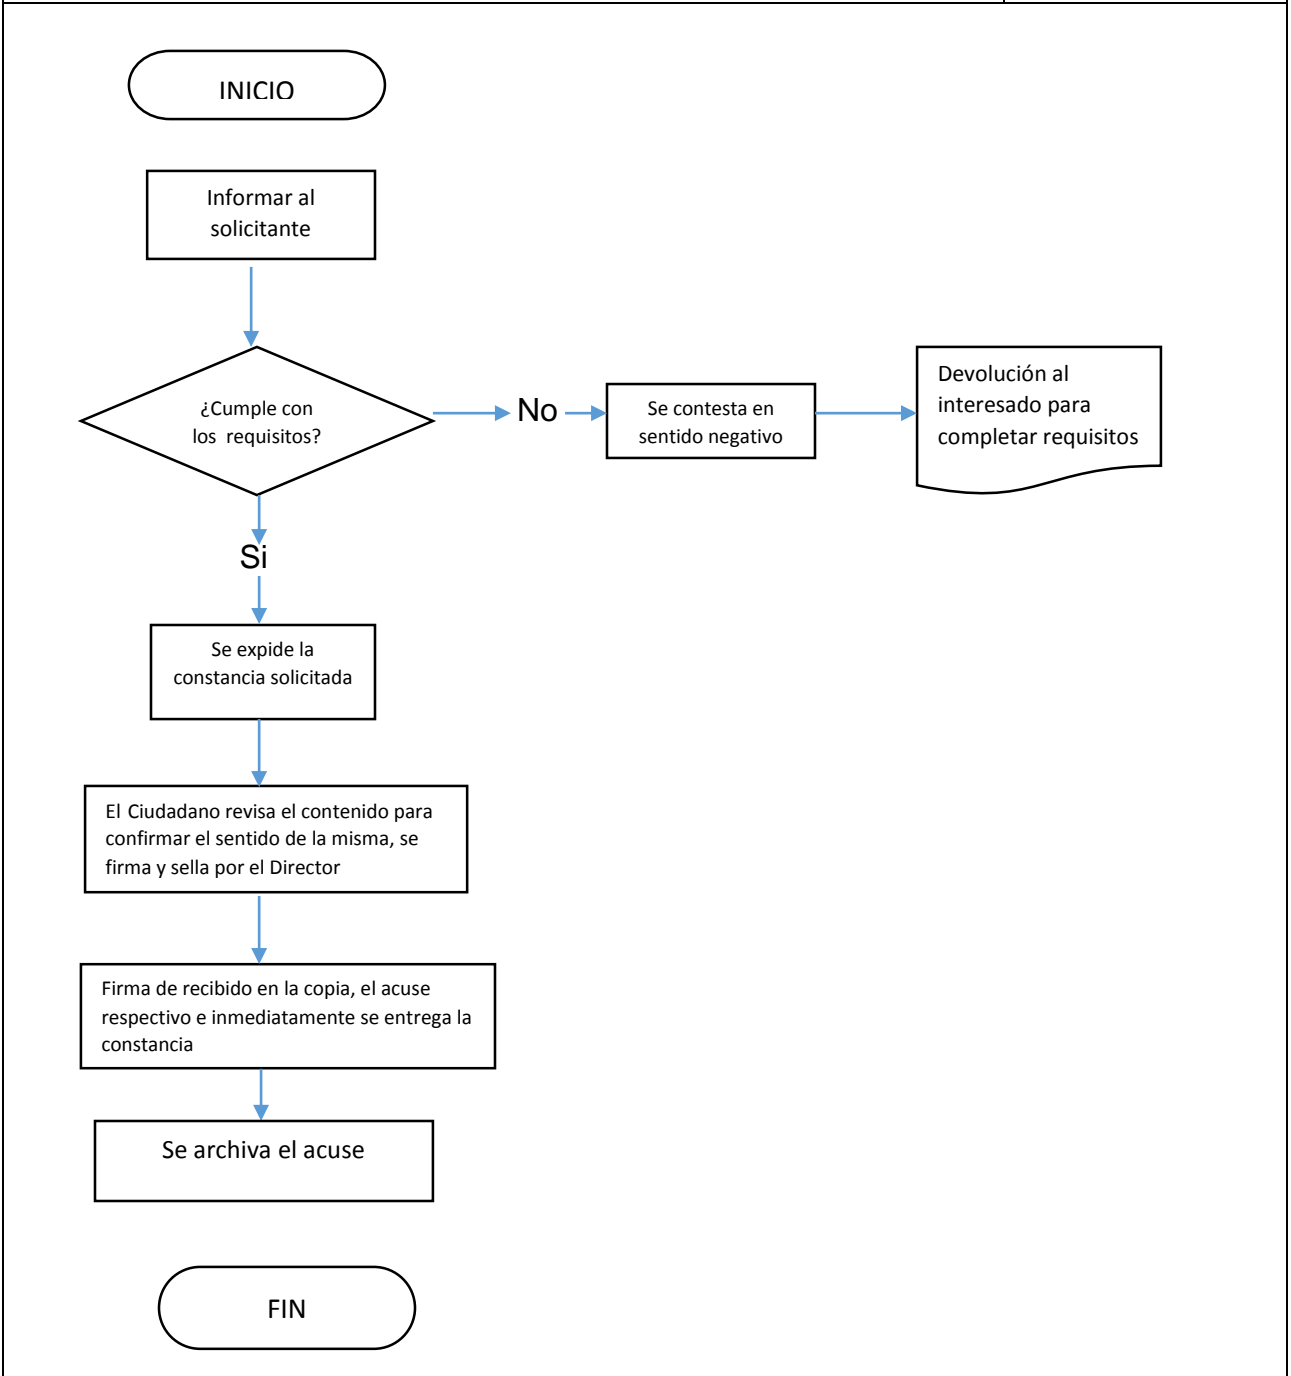 INICIO
Informar al
solicitante
¿Cumple con
los requisitos?
No
Se contesta en
sentido negativo
Devolución al
interesado para
completar requisitos
Si
Se expide la
constancia solicitada
El Ciudadano revisa el contenido para
confirmar el sentido de la misma, se
firma y sella por el Director
Firma de recibido en la copia, el acuse
respectivo e inmediatamente se entrega la
constancia
Se archiva el acuse
FIN